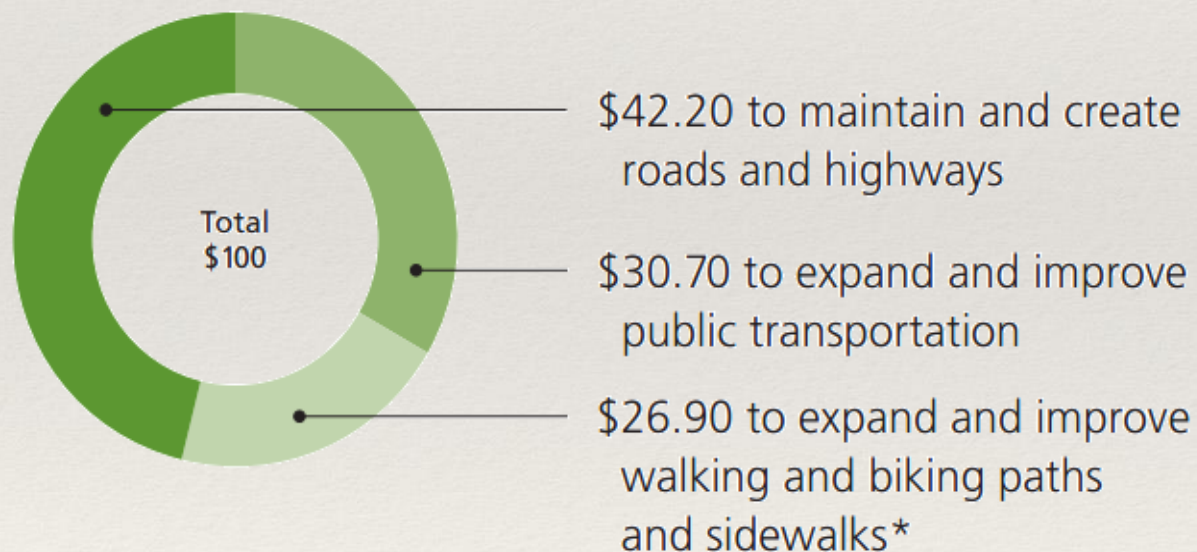 Total
$100
$42.20 to maintain and create
roads and highways
$30.70 to expand and improve
public transportation
$26.90 to expand and improve
walking and biking paths
and sidewalks*